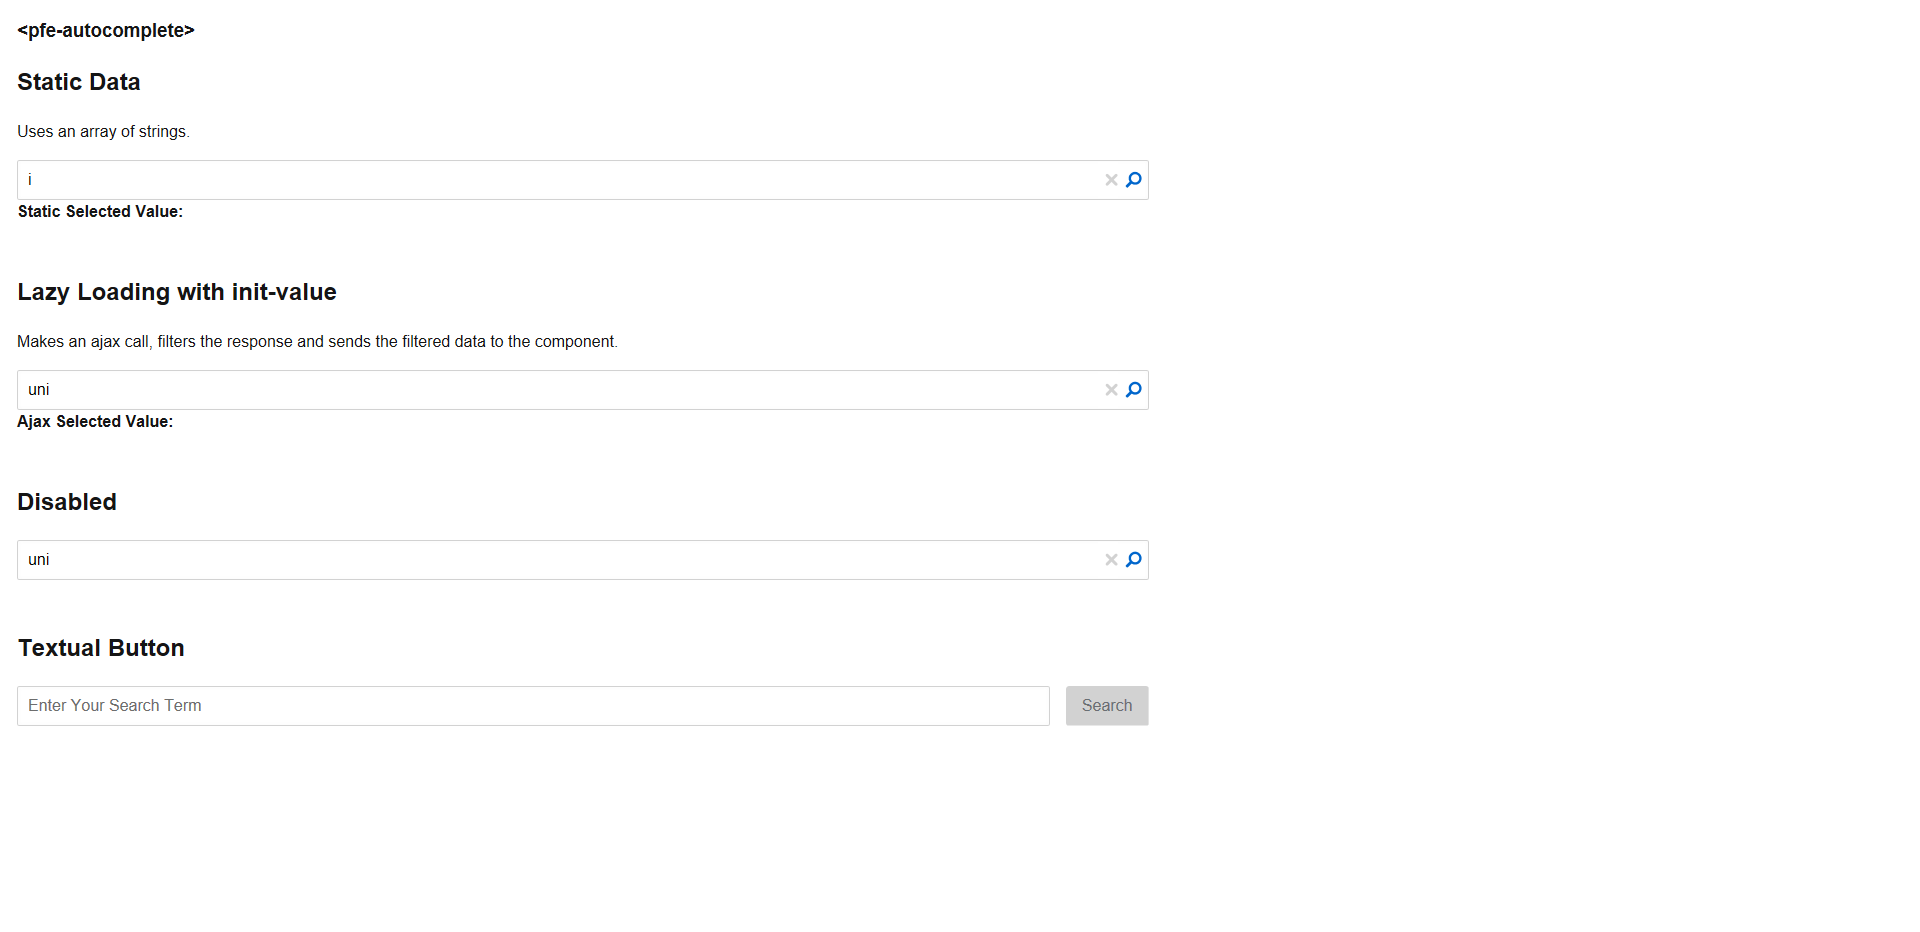 <pfe-autocomplete>
Static Data
Uses an array of strings.
i
Static Selected Value:
Lazy Loading with init-value
Makes an ajax call, filters the response and sends the filtered data to the component.
uni
Ajax Selected Value:
Disabled
uni
Textual Button
Enter Your Search Term
Search